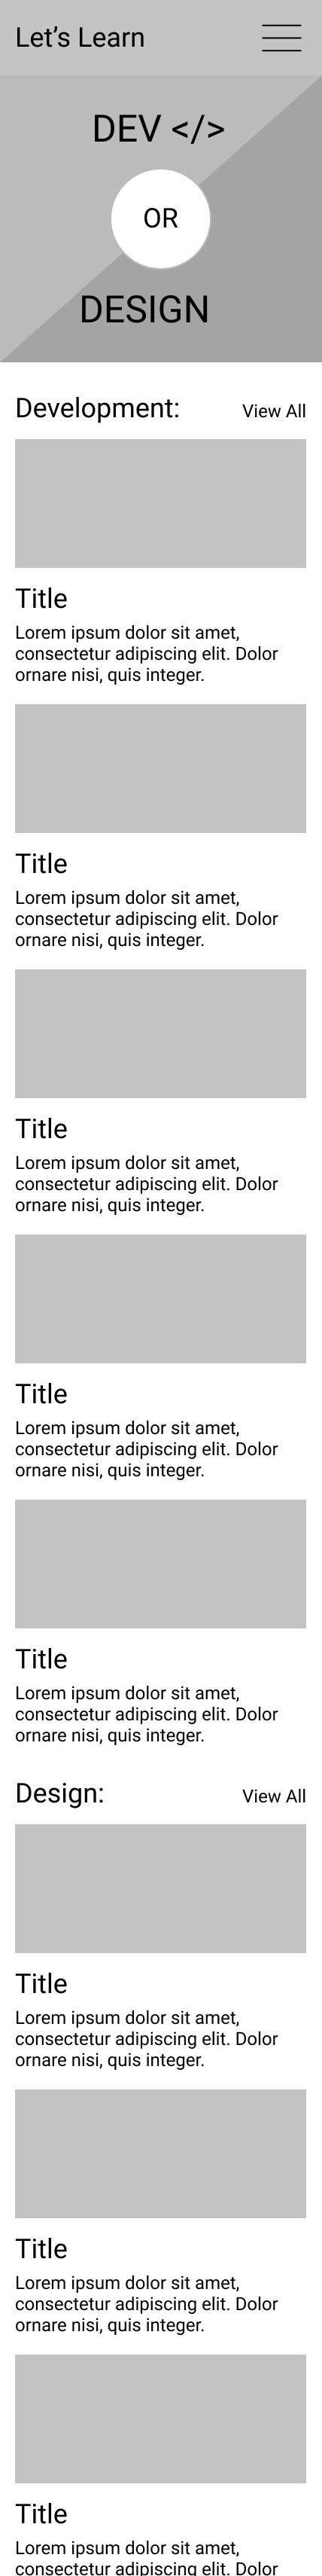 Let’s Learn
DEV </>
OR
DESIGN
Development: View All
Title
Lorem ipsum dolor sit amet,
consectetur adipiscing elit. Dolor
ornare nisi, quis integer.
Title
Lorem ipsum dolor sit amet,
consectetur adipiscing elit. Dolor
ornare nisi, quis integer.
Title
Lorem ipsum dolor sit amet,
consectetur adipiscing elit. Dolor
ornare nisi, quis integer.
Title
Lorem ipsum dolor sit amet,
consectetur adipiscing elit. Dolor
ornare nisi, quis integer.
Title
Lorem ipsum dolor sit amet,
consectetur adipiscing elit. Dolor
ornare nisi, quis integer.
Design: View All
Title
Lorem ipsum dolor sit amet,
consectetur adipiscing elit. Dolor
ornare nisi, quis integer.
Title
Lorem ipsum dolor sit amet,
consectetur adipiscing elit. Dolor
ornare nisi, quis integer.
Title
Lorem ipsum dolor sit amet,
consectetur adipiscing elit. Dolor